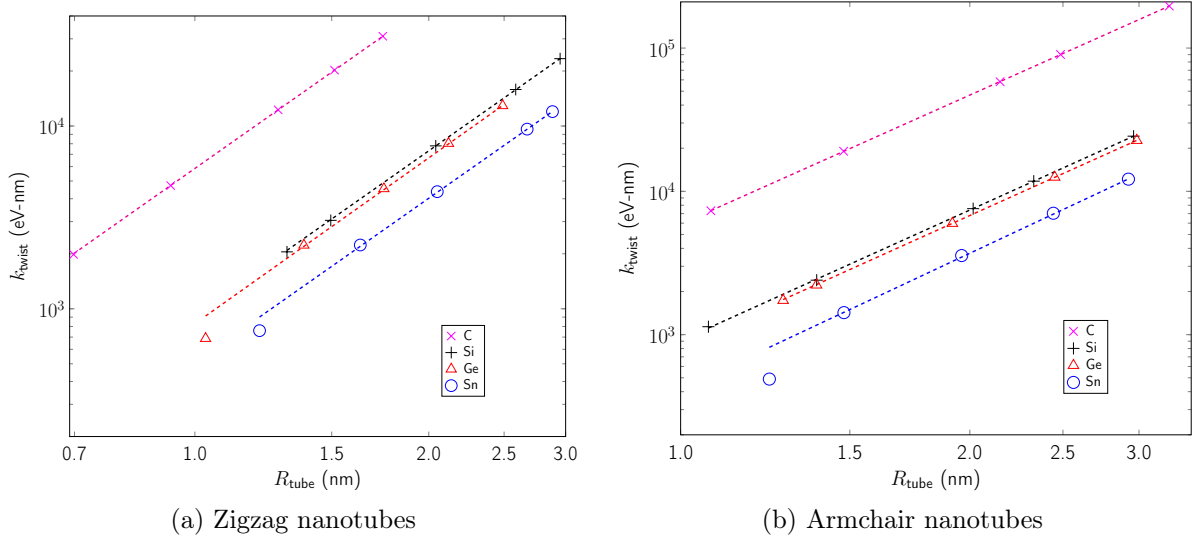 10^4
10^3
k_twist (eV-nm)
0.7 1.0 1.5 2.0 2.5 3.0
R_tube (nm)
C
Si
Ge
Sn
(a) Zigzag nanotubes
10^5
10^4
10^3
k_twist (eV-nm)
1.0 1.5 2.0 2.5 3.0
R_tube (nm)
C
Si
Ge
Sn
(b) Armchair nanotubes